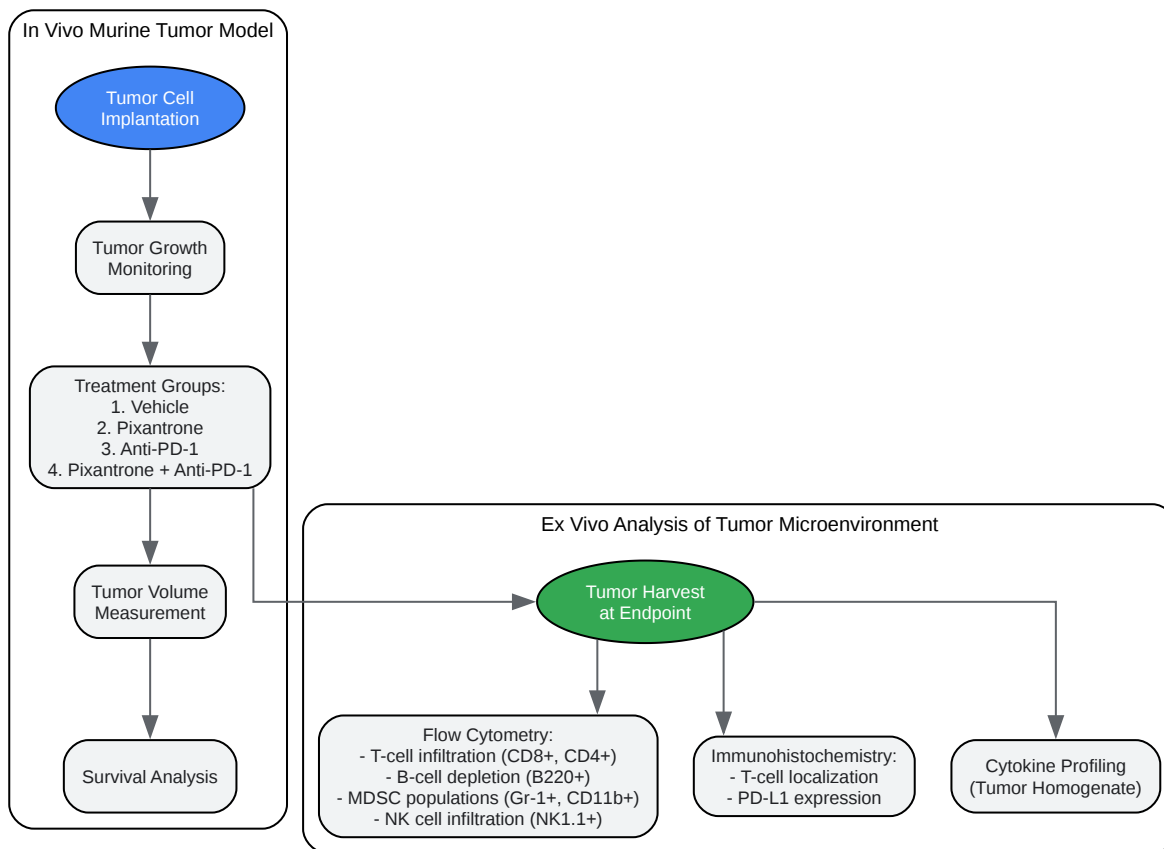 In Vivo Murine Tumor Model
Tumor Cell
Implantation
Tumor Growth
Monitoring
Treatment Groups:
1. Vehicle
2. Pixantrone
3. Anti-PD-1
4. Pixantrone + Anti-PD-1
Tumor Volume
Measurement
Survival Analysis
Ex Vivo Analysis of Tumor Microenvironment
Tumor Harvest
at Endpoint
Flow Cytometry:
- T-cell infiltration (CD8+, CD4+)
- B-cell depletion (B220+)
- MDSC populations (Gr-1+, CD11b+)
- NK cell infiltration (NK1.1+)
Immunohistochemistry:
- T-cell localization
- PD-L1 expression
Cytokine Profiling
(Tumor Homogenate)